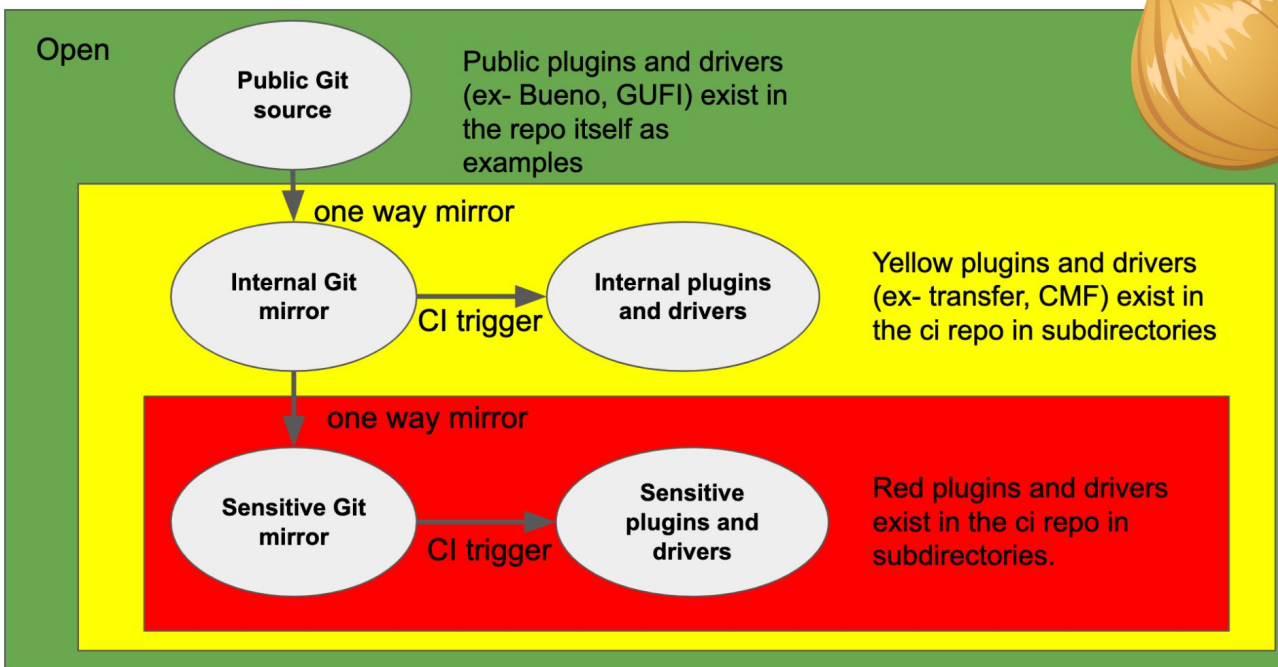 Open
Public Git
source
Public plugins and drivers
(ex- Bueno, GUFI) exist in
the repo itself as
examples
one way mirror
Internal Git
mirror
CI trigger
Internal plugins
and drivers
Yellow plugins and drivers
(ex- transfer, CMF) exist in
the ci repo in subdirectories
one way mirror
Sensitive Git
mirror
CI trigger
Sensitive
plugins and
drivers
Red plugins and drivers
exist in the ci repo in
subdirectories.